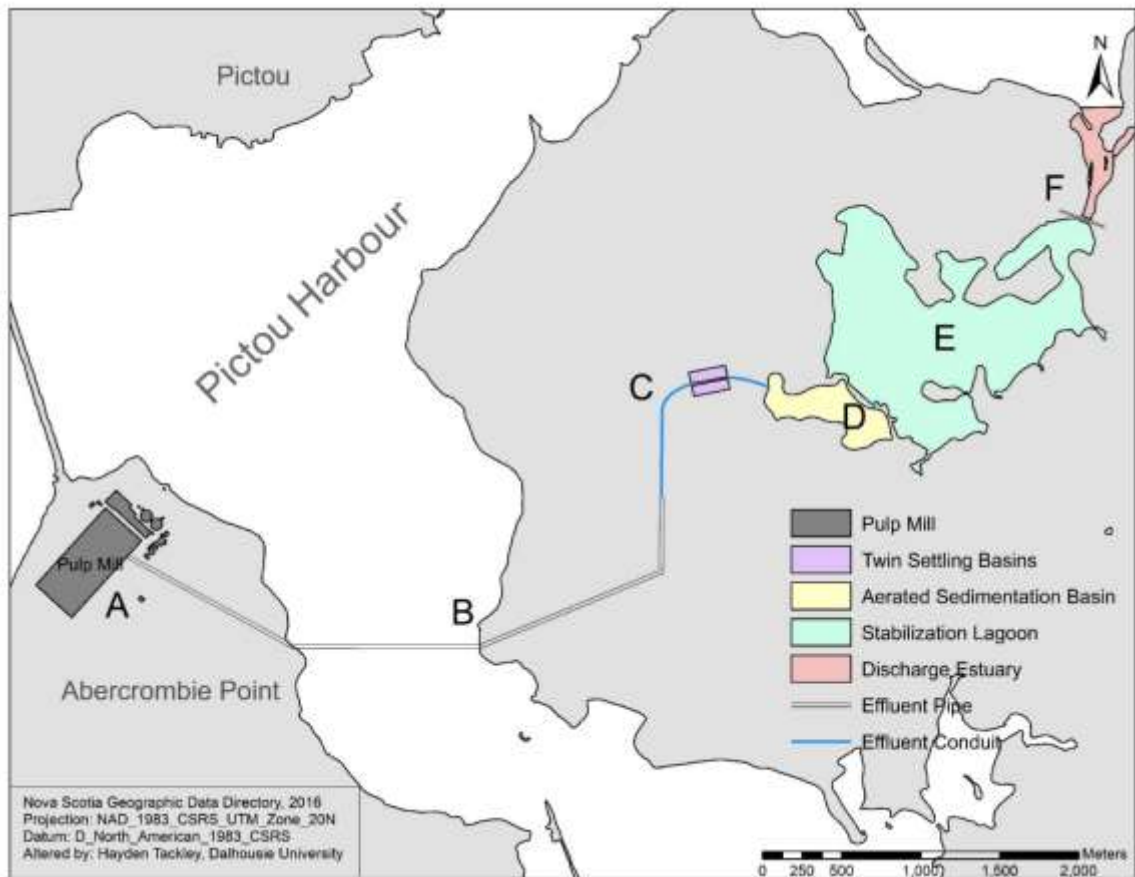 Pictou
N
Pictou Harbour
F
E
C
D
Pulp Mill
A
B
Abercrombie Point
Pulp Mill
Twin Settling Basins
Aerated Sedimentation Basin
Stabilization Lagoon
Discharge Estuary
Effluent Pipe
Effluent Conduit
Nova Scotia Geographic Data Directory, 2016
Projection: NAD_1983_CSRS_UTM_Zone_20N
Datum: D_North_American_1983_CSRS
Altered by: Hayden Tackley, Dalhousie University
Meters
0 250 500 1,000 1,500 2,000